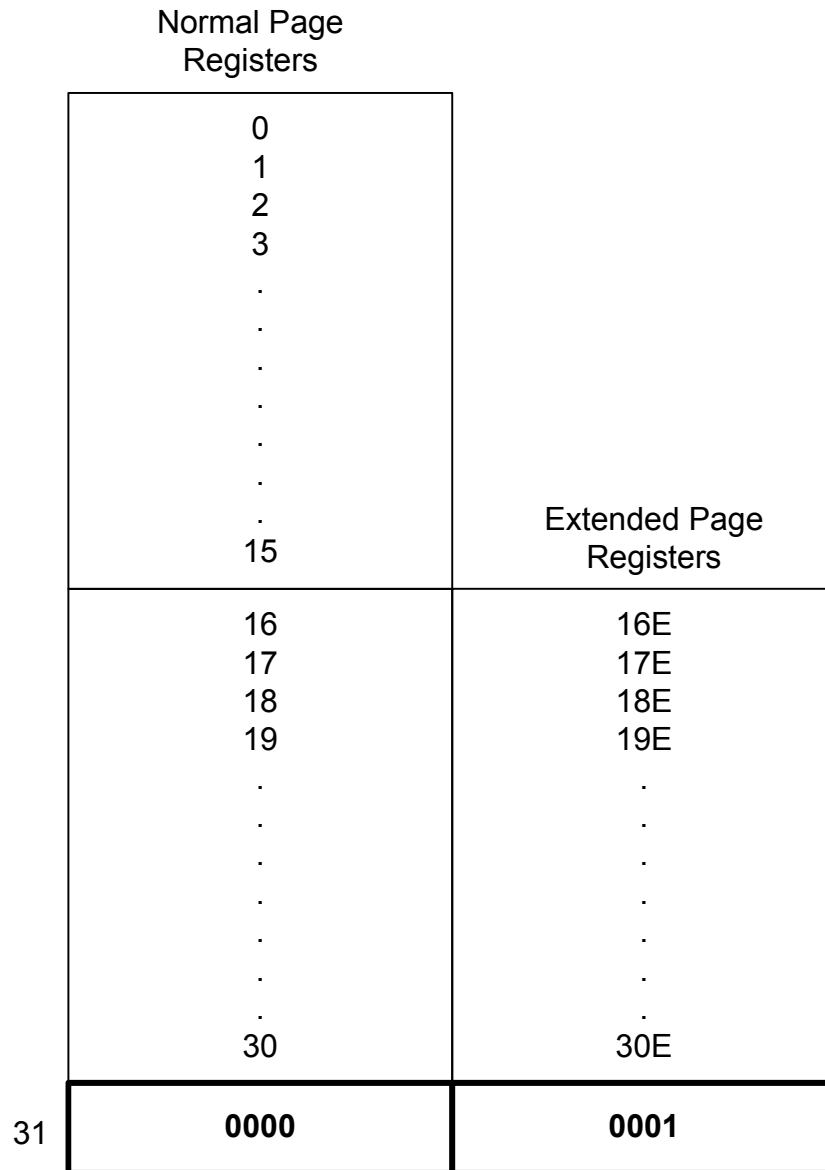 Normal Page
Registers
0
1
2
3
.
.
.
.
.
.
.
15
Extended Page
Registers
16 16E
17 17E
18 18E
19 19E
. .
. .
. .
. .
. .
. .
. .
30 30E
31 0000 0001